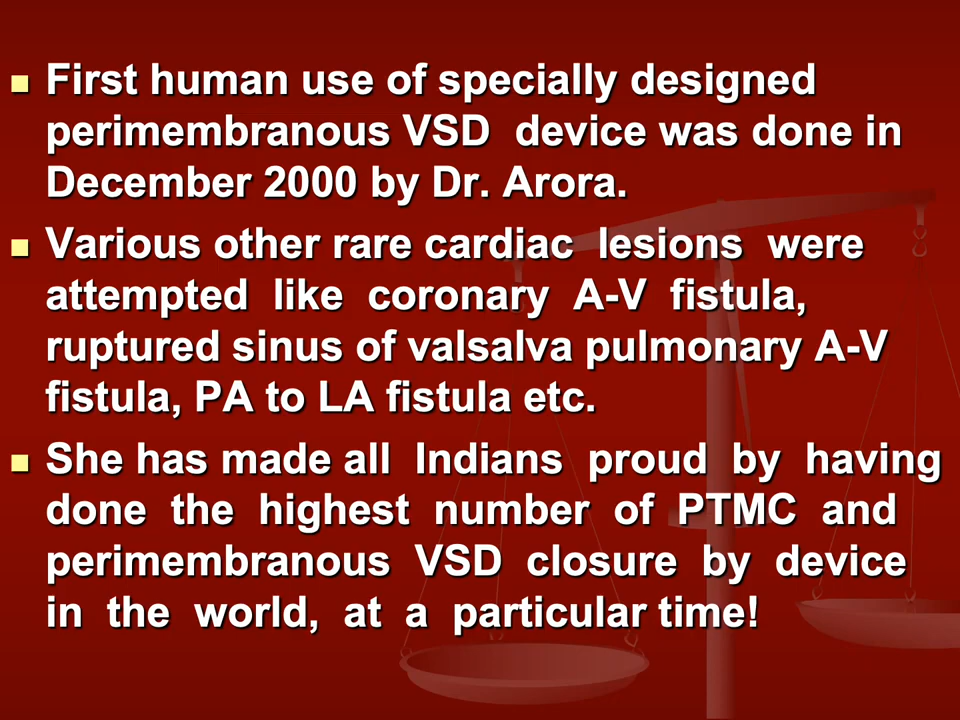 First human use of specially designed
perimembranous VSD device was done in
December 2000 by Dr. Arora.
Various other rare cardiac lesions were
attempted like coronary A-V fistula,
ruptured sinus of valsalva pulmonary A-V
fistula, PA to LA fistula etc.
She has made all Indians proud by having
done the highest number of PTMC and
perimembranous VSD closure by device
in the world, at a particular time!